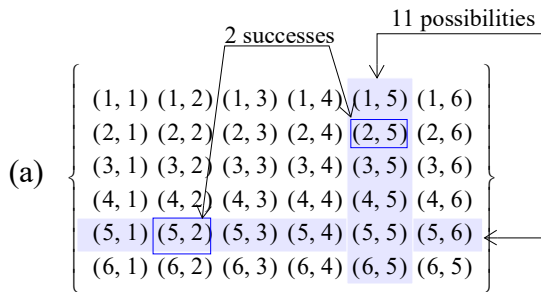 11 possibilities
2 successes
(1, 1) (1, 2) (1, 3) (1, 4) (1, 5) (1, 6)
(2, 1) (2, 2) (2, 3) (2, 4) (2, 5) (2, 6)
(3, 1) (3, 2) (3, 3) (3, 4) (3, 5) (3, 6)
(a)
(4, 1) (4, 2) (4, 3) (4, 4) (4, 5) (4, 6)
(5, 1) (5, 2) (5, 3) (5, 4) (5, 5) (5, 6)
(6, 1) (6, 2) (6, 3) (6, 4) (6, 5) (6, 5)